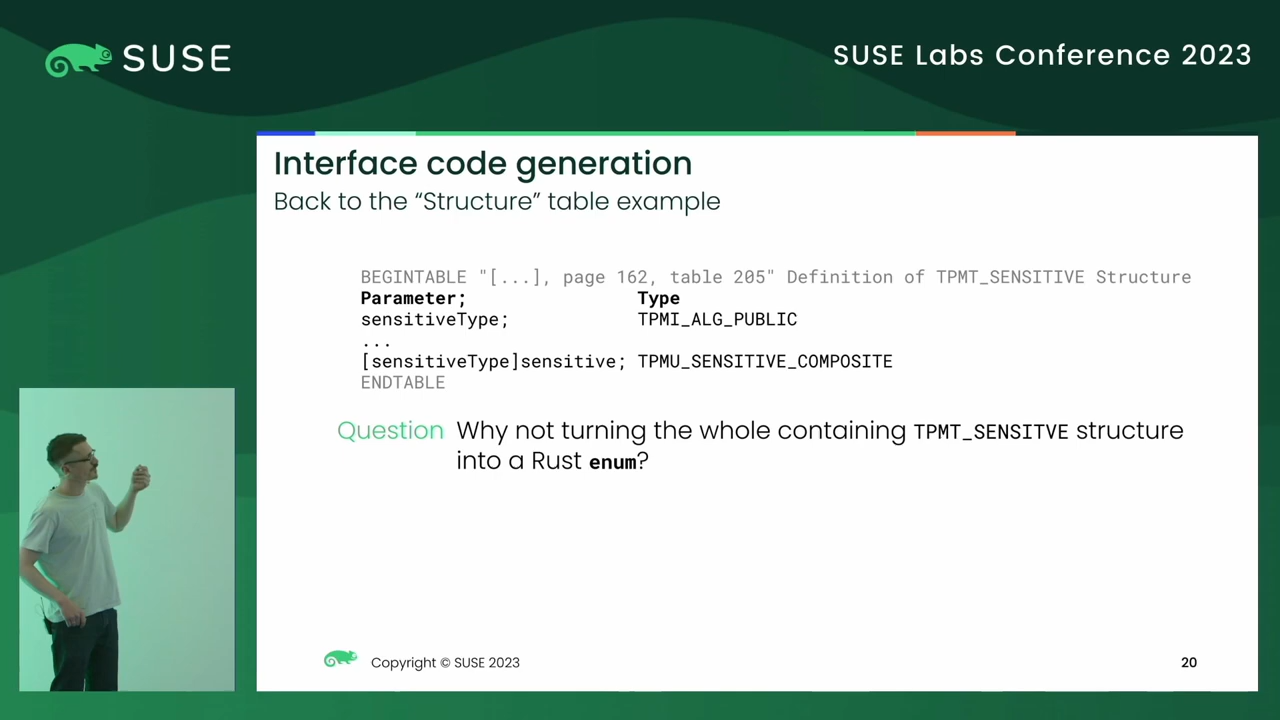 SUSE
SUSE Labs Conference 2023
Interface code generation
Back to the “Structure” table example
BEGINTABLE "[...], page 162, table 205" Definition of TPMT_SENSITIVE Structure
Parameter; Type
sensitiveType; TPMI_ALG_PUBLIC
...
[sensitiveType]sensitive; TPMU_SENSITIVE_COMPOSITE
ENDTABLE
Question Why not turning the whole containing TPMT_SENSITVE structure
into a Rust enum?
Copyright © SUSE 2023
20